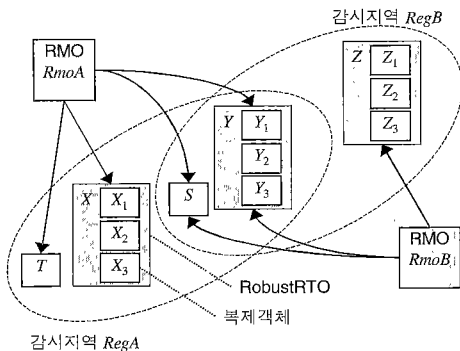 감시지역 RegB
RMO
RmoA
Z
Z1
Z2
Z3
Y
Y1
Y2
Y3
S
X
X1
X2
X3
T
RMO
RmoB
RobustRTO
복제객체
감시지역 RegA